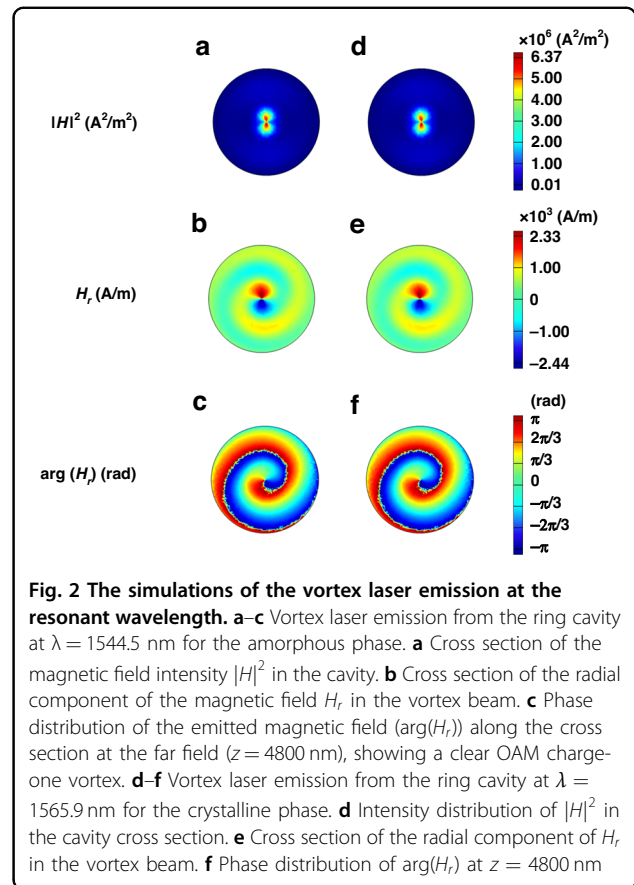 a
d
×10⁶ (A²/m²)
6.37
5.00
4.00
3.00
2.00
1.00
0.01
|H|² (A²/m²)
b
e
×10³ (A/m)
2.33
1.00
0
−1.00
−2.44
Hᵣ (A/m)
c
f
(rad)
π
2π/3
π/3
0
−π/3
−2π/3
−π
arg (Hᵣ) (rad)
Fig. 2 The simulations of the vortex laser emission at the
resonant wavelength. a–c Vortex laser emission from the ring cavity
at λ = 1544.5 nm for the amorphous phase. a Cross section of the
magnetic field intensity |H|² in the cavity. b Cross section of the radial
component of the magnetic field Hᵣ in the vortex beam. c Phase
distribution of the emitted magnetic field (arg(Hᵣ)) along the cross
section at the far field (z = 4800 nm), showing a clear OAM charge-
one vortex. d–f Vortex laser emission from the ring cavity at λ =
1565.9 nm for the crystalline phase. d Intensity distribution of |H|² in
the cavity cross section. e Cross section of the radial component of Hᵣ
in the vortex beam. f Phase distribution of arg(Hᵣ) at z = 4800 nm